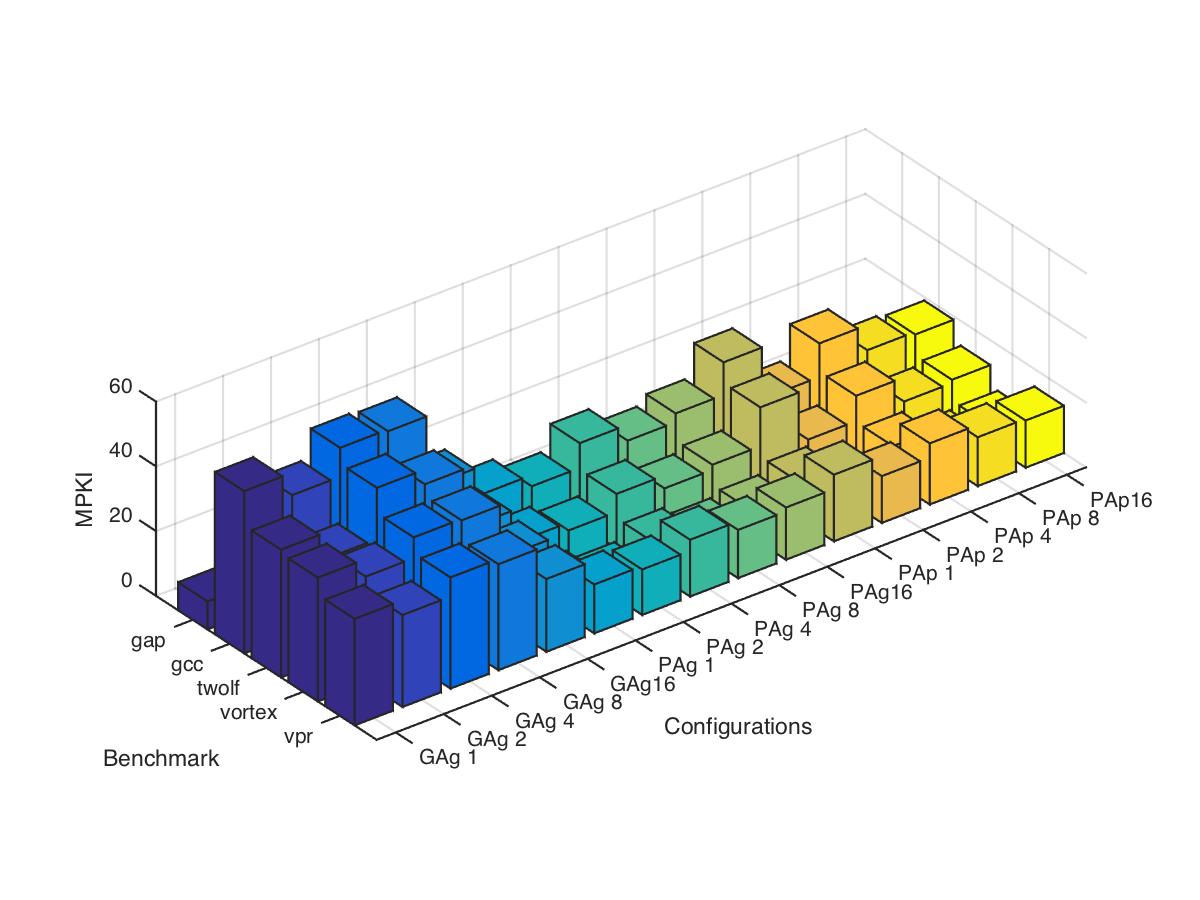 60
40
20
0
MPKI
gap
gcc
twolf
vortex
vpr
Benchmark
GAg 1
GAg 2
GAg 4
GAg 8
GAg16
PAg 1
PAg 2
PAg 4
PAg 8
PAg16
PAp 1
PAp 2
PAp 4
PAp 8
PAp16
Configurations